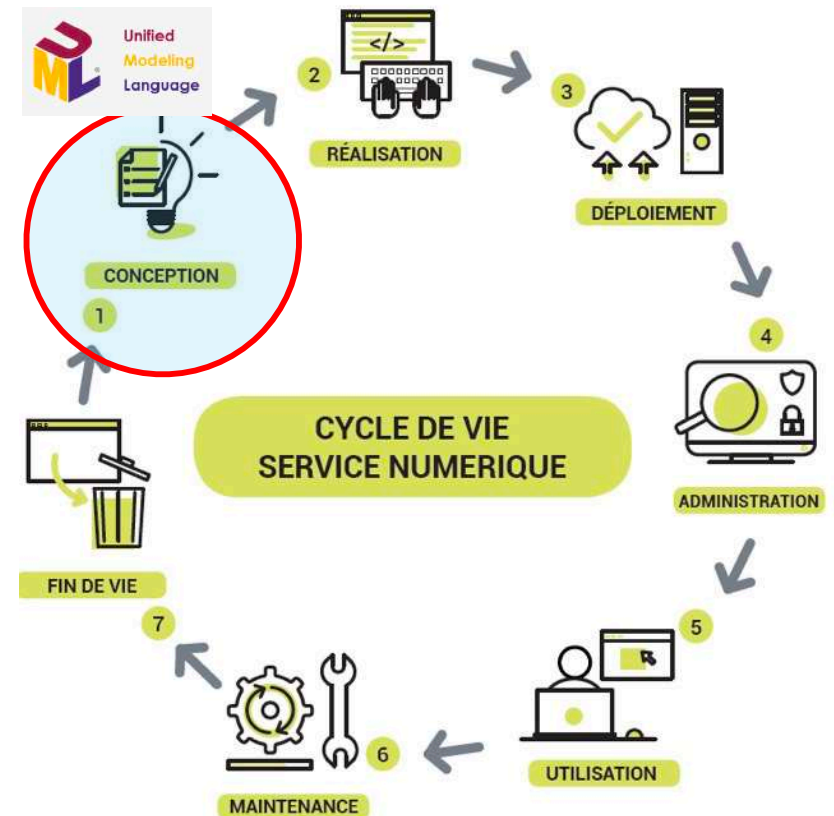 UML
Unified
Modeling
Language
1
CONCEPTION
2
</>
RÉALISATION
3
DÉPLOIEMENT
4
ADMINISTRATION
5
UTILISATION
6
MAINTENANCE
7
FIN DE VIE
CYCLE DE VIE
SERVICE NUMERIQUE